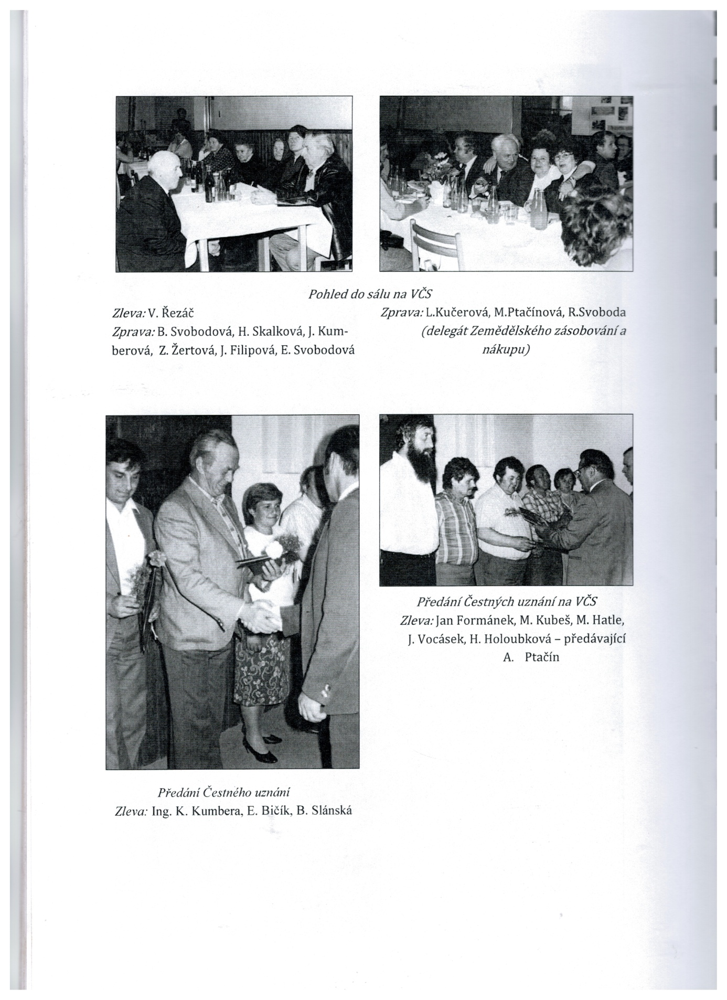 Pohled do sálu na VČS
Zleva: V. Řezáč
Zprava: B. Svobodová, H. Skalková, J. Kum-
berová, Z. Žertová, J. Filipová, E. Svobodová
Zprava: L.Kučerová, M.Ptačínová, R.Svoboda
(delegát Zemědělského zásobování a
nákupu)
Předání Čestných uznání na VČS
Zleva: Jan Formánek, M. Kubeš, M. Hatle,
J. Vocásek, H. Holoubková – předávající
A. Ptačín
Předání Čestného uznání
Zleva: Ing. K. Kumbera, E. Bičík, B. Slánská